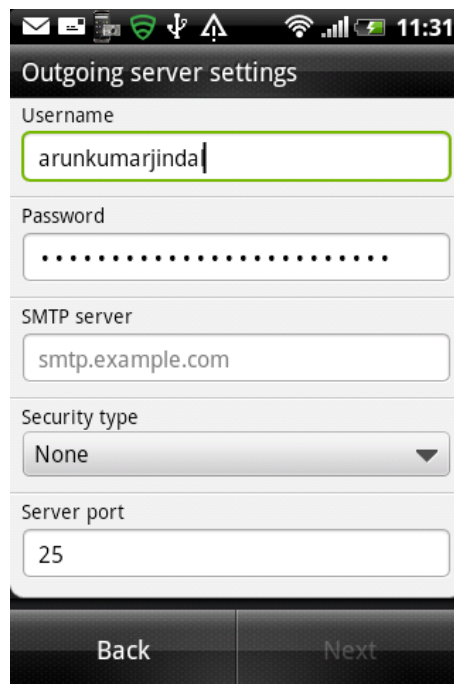 11:31
Outgoing server settings
Username
arunkumarjindal
Password
•••••••••••••••••••••••••
SMTP server
smtp.example.com
Security type
None
Server port
25
Back
Next